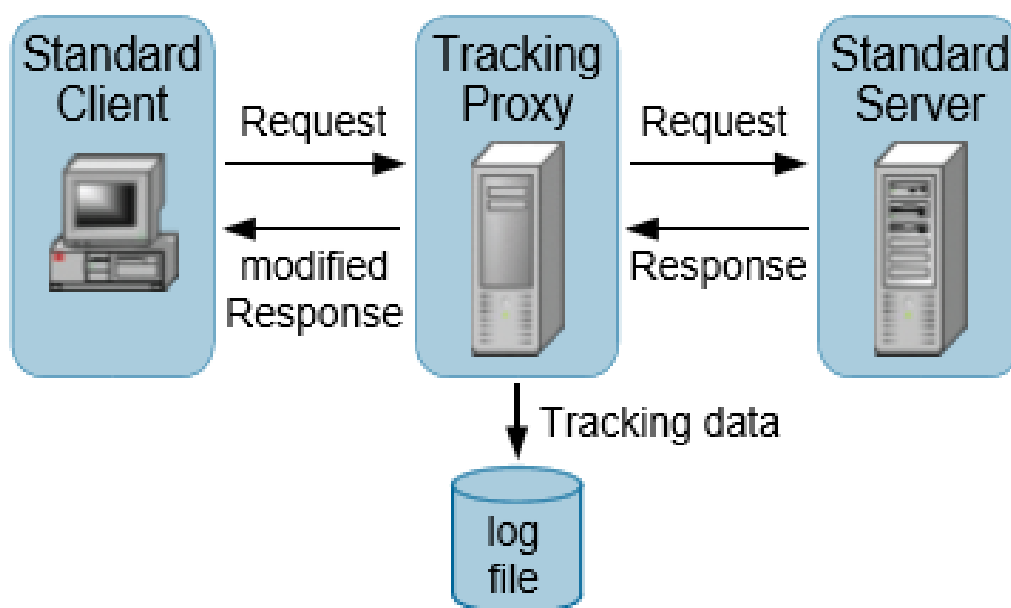 Standard
Client
Tracking
Proxy
Standard
Server
Request
Request
modified
Response
Response
Tracking data
log
file